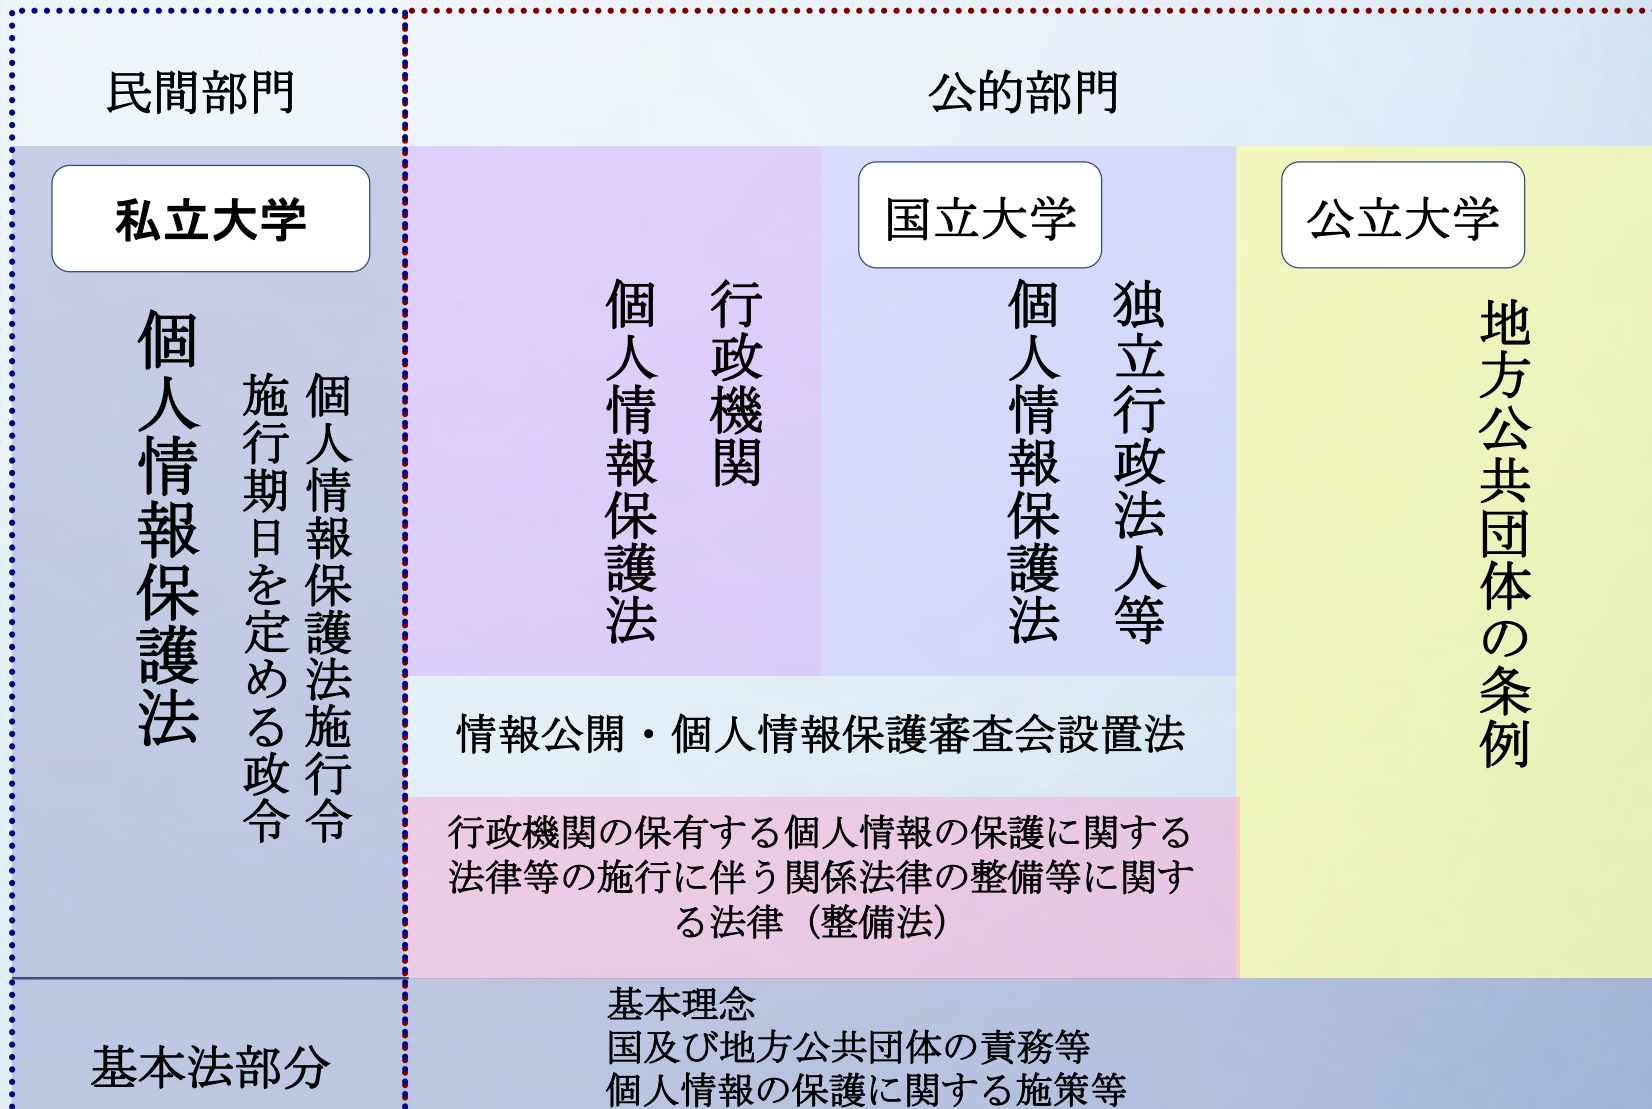 民間部門
公的部門
私立大学
個人情報保護法
個人情報保護法施行令
施行期日を定める政令
行政機関
個人情報保護法
国立大学
独立行政法人等
個人情報保護法
公立大学
地方公共団体の条例
情報公開・個人情報保護審査会設置法
行政機関の保有する個人情報の保護に関する
法律等の施行に伴う関係法律の整備等に関す
る法律（整備法）
基本法部分
基本理念
国及び地方公共団体の責務等
個人情報の保護に関する施策等